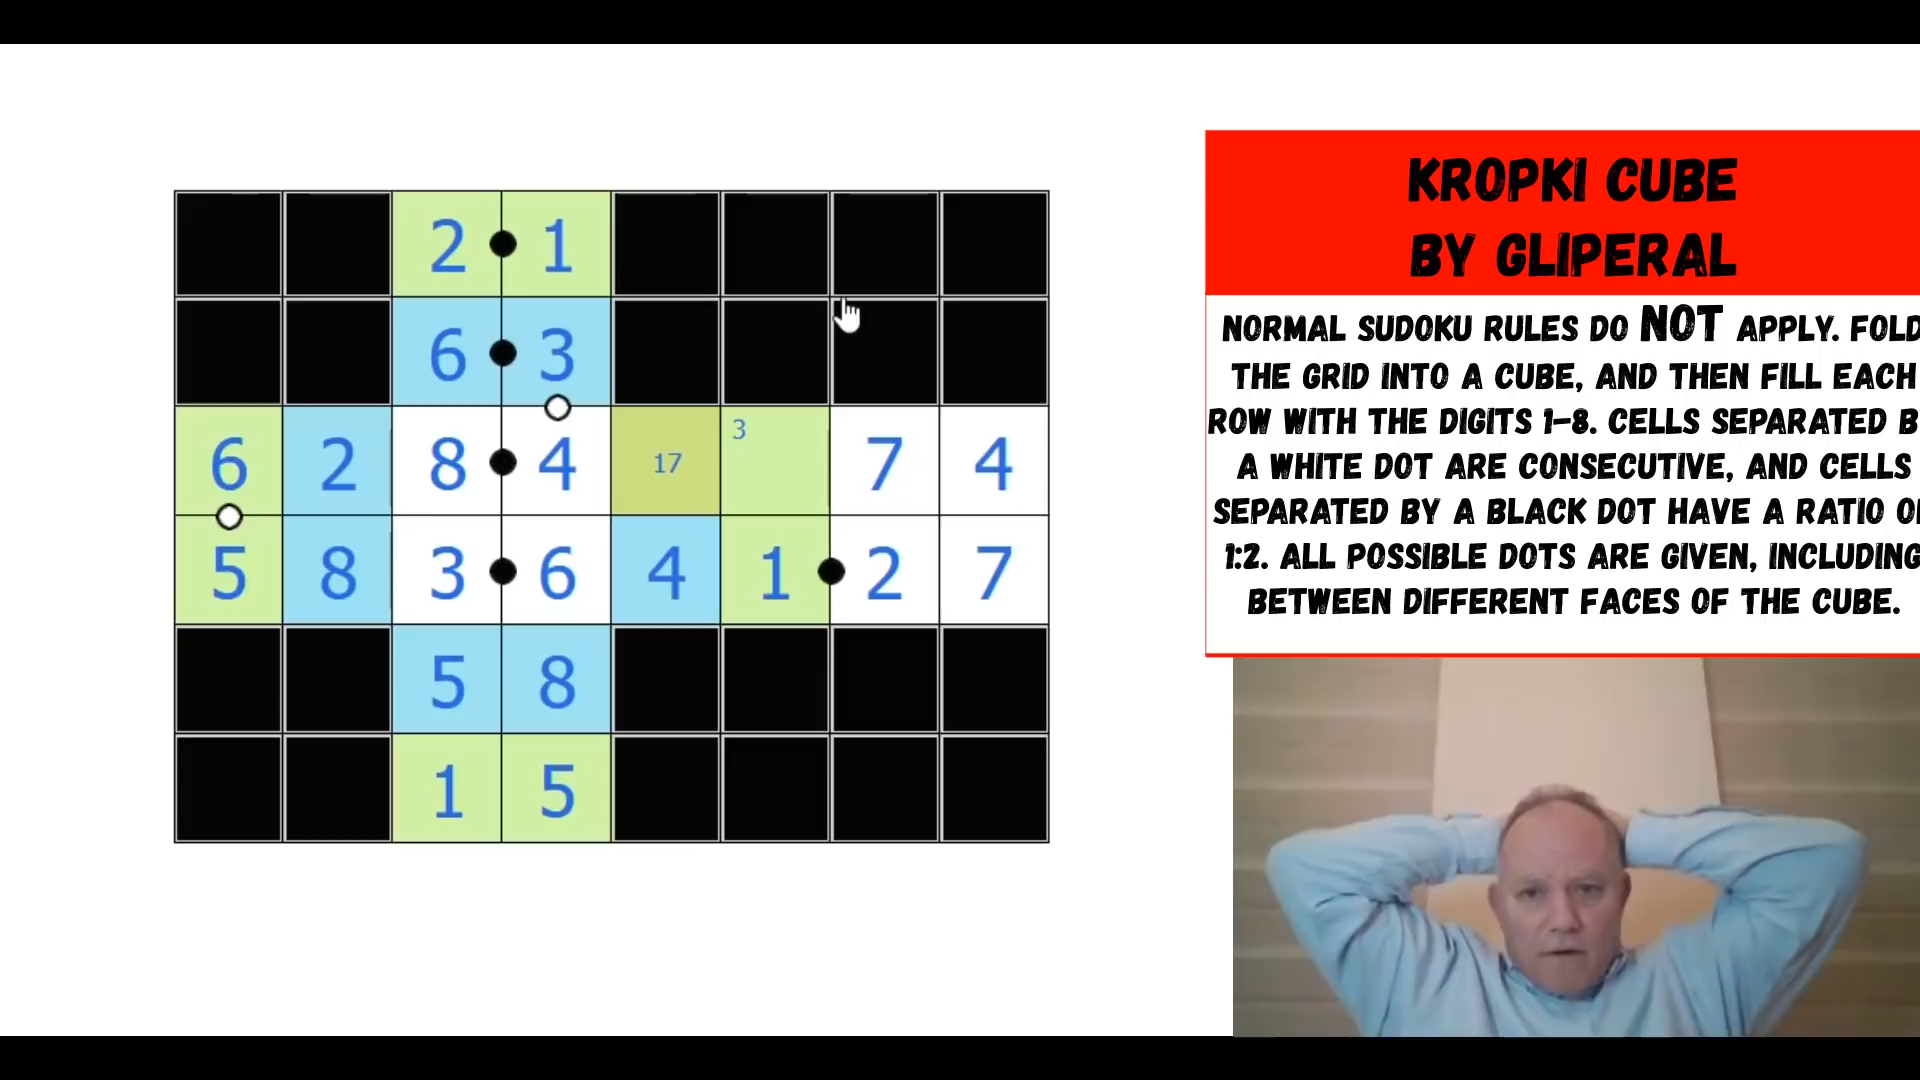 2 1
6 3
6 2 8 4 17 3 7 4
5 8 3 6 4 1 2 7
5 8
1 5
KROPKI CUBE
BY GLIPERAL
NORMAL SUDOKU RULES DO NOT APPLY. FOLD
THE GRID INTO A CUBE, AND THEN FILL EACH
ROW WITH THE DIGITS 1-8. CELLS SEPARATED B
A WHITE DOT ARE CONSECUTIVE, AND CELLS
SEPARATED BY A BLACK DOT HAVE A RATIO O
1:2. ALL POSSIBLE DOTS ARE GIVEN, INCLUDING
BETWEEN DIFFERENT FACES OF THE CUBE.